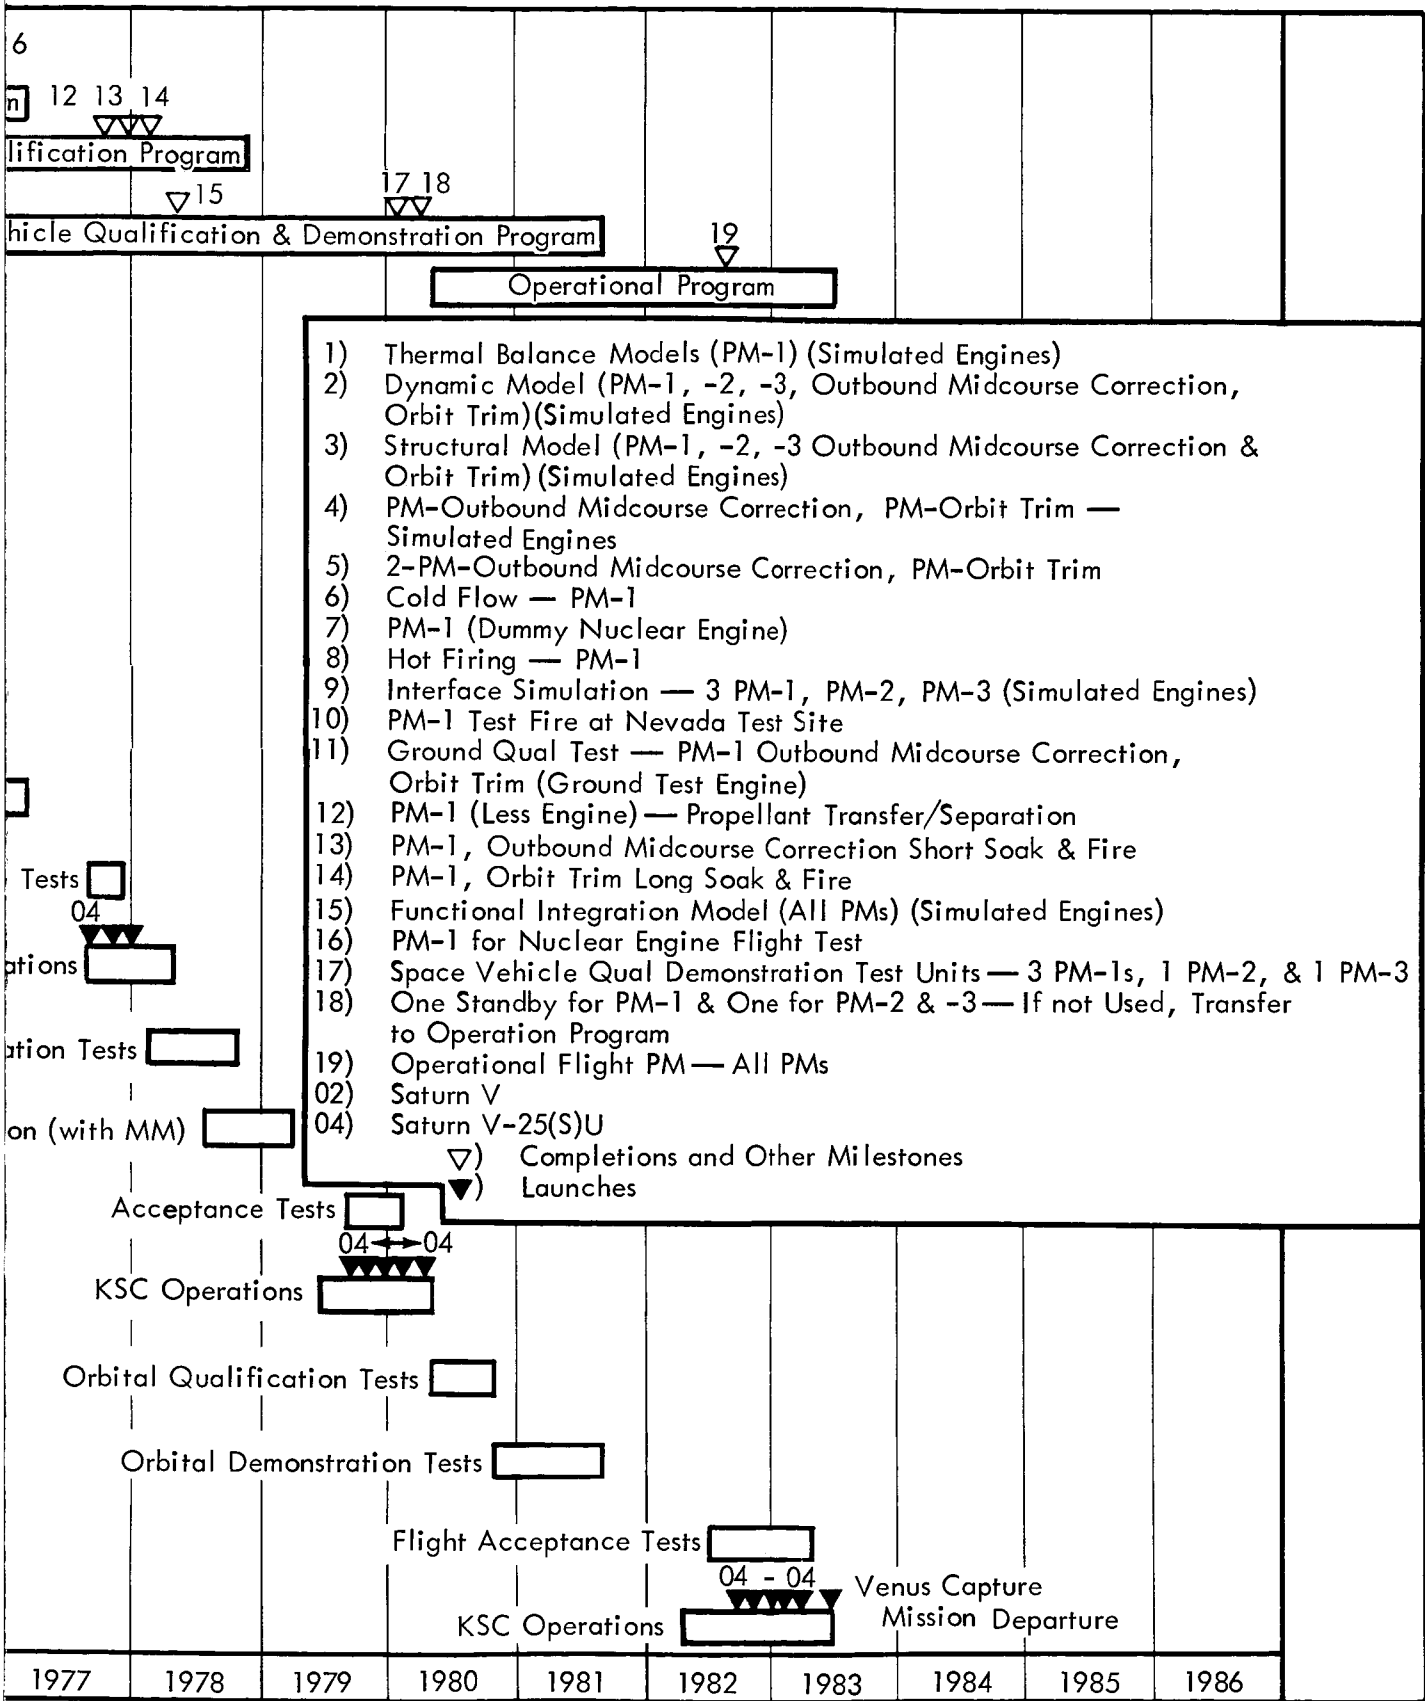 6
n 12 13 14
lification Program
15
17 18
hicle Qualification & Demonstration Program
19
Operational Program
1) Thermal Balance Models (PM-1) (Simulated Engines)
2) Dynamic Model (PM-1, -2, -3, Outbound Midcourse Correction,
Orbit Trim)(Simulated Engines)
3) Structural Model (PM-1, -2, -3 Outbound Midcourse Correction &
Orbit Trim) (Simulated Engines)
4) PM-Outbound Midcourse Correction, PM-Orbit Trim —
Simulated Engines
5) 2-PM-Outbound Midcourse Correction, PM-Orbit Trim
6) Cold Flow — PM-1
7) PM-1 (Dummy Nuclear Engine)
8) Hot Firing — PM-1
9) Interface Simulation — 3 PM-1, PM-2, PM-3 (Simulated Engines)
10) PM-1 Test Fire at Nevada Test Site
11) Ground Qual Test — PM-1 Outbound Midcourse Correction,
Orbit Trim (Ground Test Engine)
12) PM-1 (Less Engine) — Propellant Transfer/Separation
13) PM-1, Outbound Midcourse Correction Short Soak & Fire
14) PM-1, Orbit Trim Long Soak & Fire
15) Functional Integration Model (All PMs) (Simulated Engines)
16) PM-1 for Nuclear Engine Flight Test
17) Space Vehicle Qual Demonstration Test Units — 3 PM-1s, 1 PM-2, & 1 PM-3
18) One Standby for PM-1 & One for PM-2 & -3 — If not Used, Transfer
to Operation Program
19) Operational Flight PM — All PMs
02) Saturn V
04) Saturn V-25(S)U
▽) Completions and Other Milestones
▼) Launches
Tests
04
ations
ation Tests
on (with MM)
Acceptance Tests
04 ↔ 04
KSC Operations
Orbital Qualification Tests
Orbital Demonstration Tests
Flight Acceptance Tests
04 - 04
Venus Capture
Mission Departure
KSC Operations
1977 1978 1979 1980 1981 1982 1983 1984 1985 1986